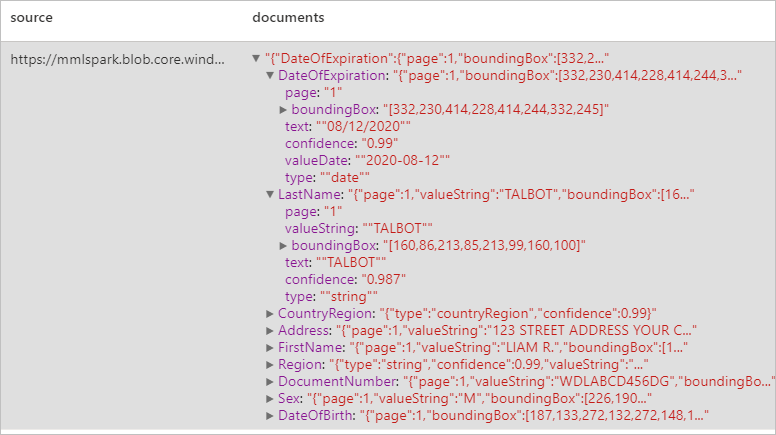 source documents
https://mmlspark.blob.core.wind... ▼ "{"DateOfExpiration":{"page":1,"boundingBox":[332,2..."
▼ DateOfExpiration: "{"page":1,"boundingBox":[332,230,414,228,414,244,3..."
page: "1"
▶ boundingBox: "[332,230,414,228,414,244,332,245]"
text: ""08/12/2020""
confidence: "0.99"
valueDate: ""2020-08-12""
type: ""date""
▼ LastName: "{"page":1,"valueString":"TALBOT","boundingBox":[16..."
page: "1"
valueString: ""TALBOT""
▶ boundingBox: "[160,86,213,85,213,99,160,100]"
text: ""TALBOT""
confidence: "0.987"
type: ""string""
▶ CountryRegion: "{"type":"countryRegion","confidence":0.99}"
▶ Address: "{"page":1,"valueString":"123 STREET ADDRESS YOUR C..."
▶ FirstName: "{"page":1,"valueString":"LIAM R.","boundingBox":[1..."
▶ Region: "{"type":"string","confidence":0.99,"valueString":"..."
▶ DocumentNumber: "{"page":1,"valueString":"WDLABCD456DG","boundingBo..."
▶ Sex: "{"page":1,"valueString":"M","boundingBox":[226,190..."
▶ DateOfBirth: "{"page":1,"boundingBox":[187,133,272,132,272,148,1..."